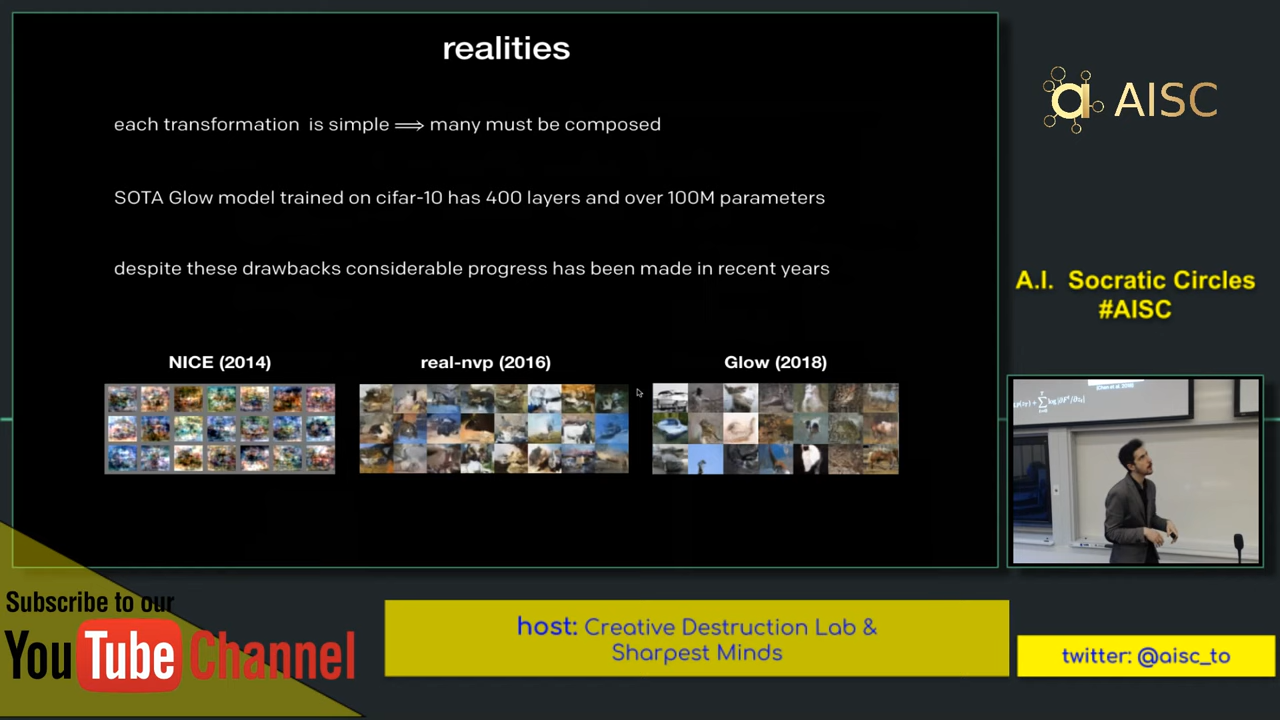 realities
each transformation is simple ⟹ many must be composed
SOTA Glow model trained on cifar-10 has 400 layers and over 100M parameters
despite these drawbacks considerable progress has been made in recent years
NICE (2014)
real-nvp (2016)
Glow (2018)
AISC
A.I. Socratic Circles
#AISC
Subscribe to our
YouTube Channel
host: Creative Destruction Lab &
Sharpest Minds
twitter: @aisc_to